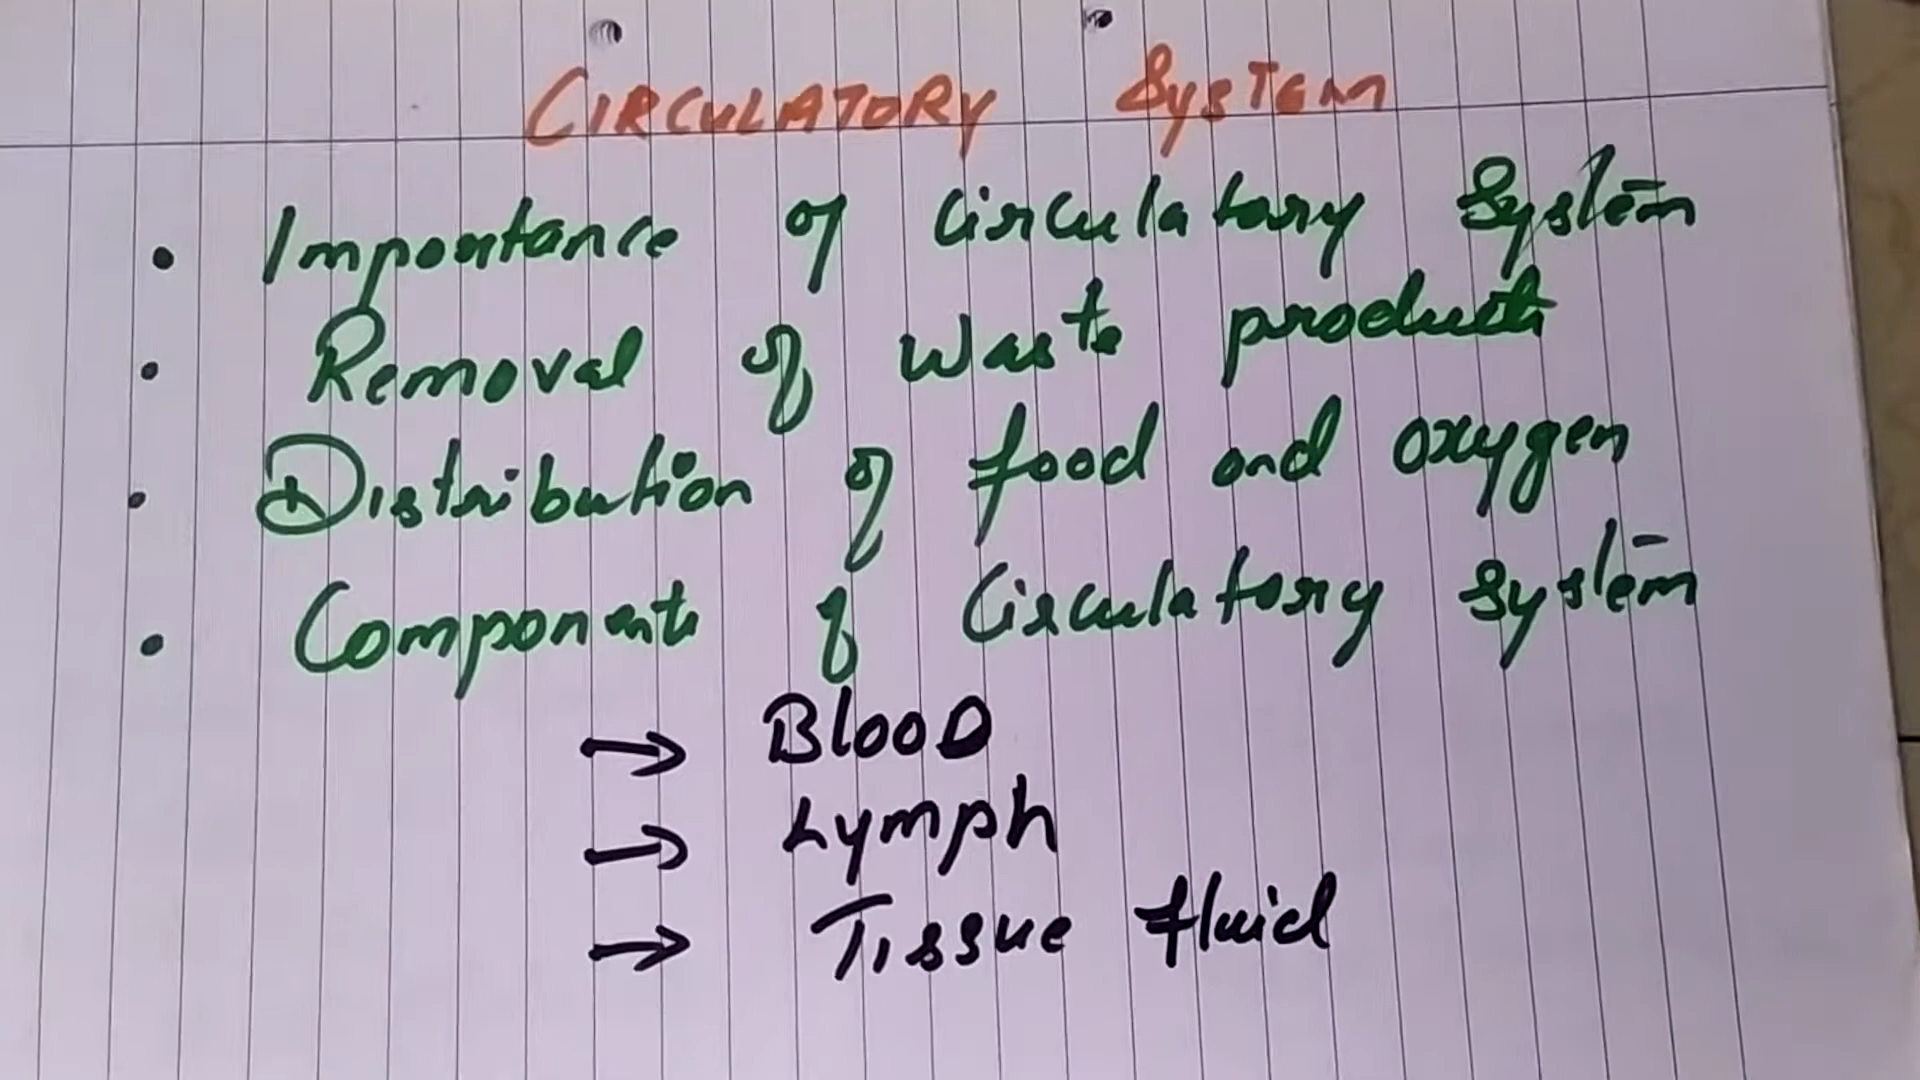 CIRCULATORY SYSTEM
• Importance of Circulatory System
• Removal of Waste products
• Distribution of food and oxygen
• Components of Circulatory System
→ Blood
→ Lymph
→ Tissue fluid